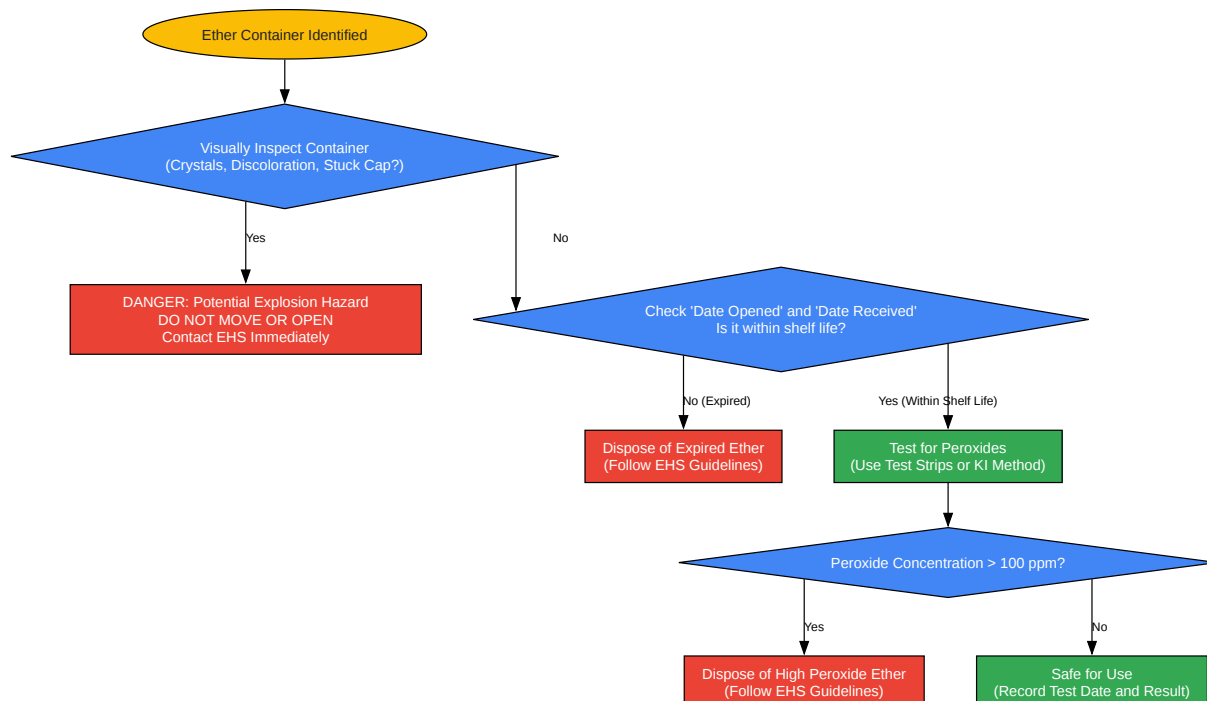 Ether Container Identified
Visually Inspect Container
(Crystals, Discoloration, Stuck Cap?)
Yes
No
DANGER: Potential Explosion Hazard
DO NOT MOVE OR OPEN
Contact EHS Immediately
Check 'Date Opened' and 'Date Received'
Is it within shelf life?
No (Expired)
Yes (Within Shelf Life)
Dispose of Expired Ether
(Follow EHS Guidelines)
Test for Peroxides
(Use Test Strips or KI Method)
Peroxide Concentration > 100 ppm?
Yes
No
Dispose of High Peroxide Ether
(Follow EHS Guidelines)
Safe for Use
(Record Test Date and Result)